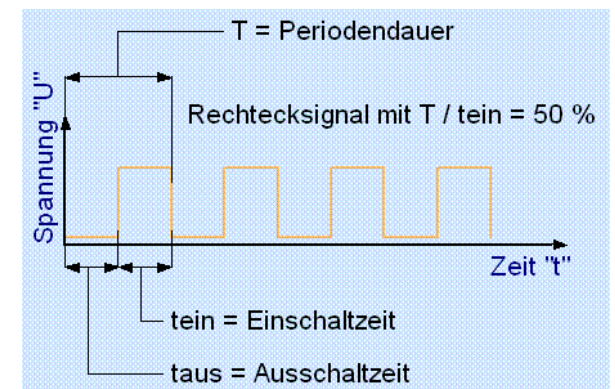 T = Periodendauer
Spannung "U"
Rechtecksignal mit T / tein = 50 %
Zeit "t"
tein = Einschaltzeit
taus = Ausschaltzeit